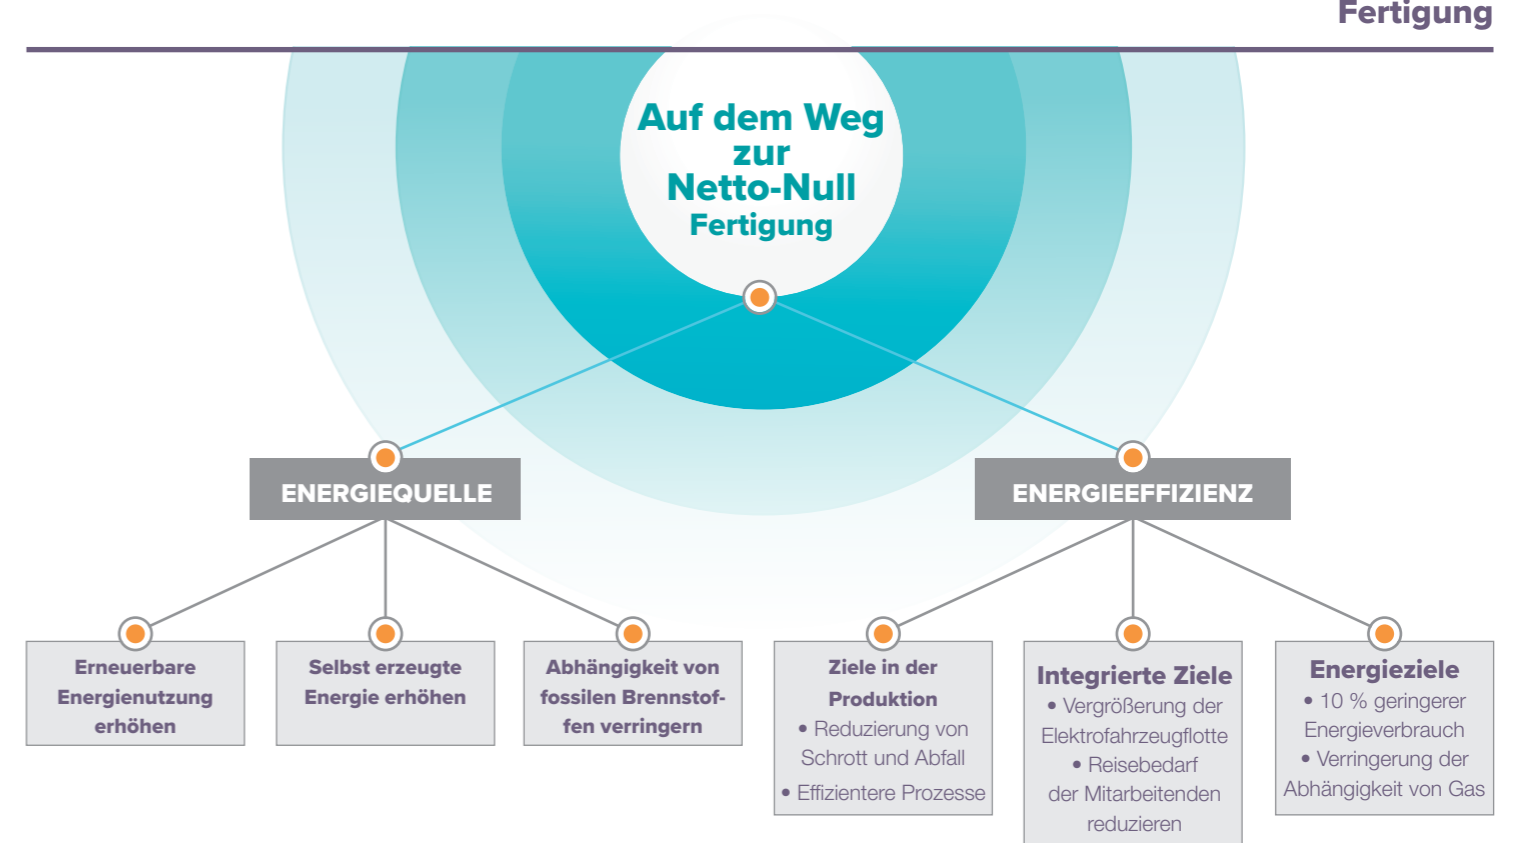 Fertigung
Auf dem Weg
zur
Netto-Null
Fertigung
ENERGIEQUELLE
ENERGIEEFFIZIENZ
Erneuerbare
Energienutzung
erhöhen
Selbst erzeugte
Energie erhöhen
Abhängigkeit von
fossilen Brennstof-
fen verringern
Ziele in der
Produktion
• Reduzierung von
Schrott und Abfall
• Effizientere Prozesse
Integrierte Ziele
• Vergrößerung der
Elektrofahrzeugflotte
• Reisebedarf
der Mitarbeitenden
reduzieren
Energieziele
• 10 % geringerer
Energieverbrauch
• Verringerung der
Abhängigkeit von Gas